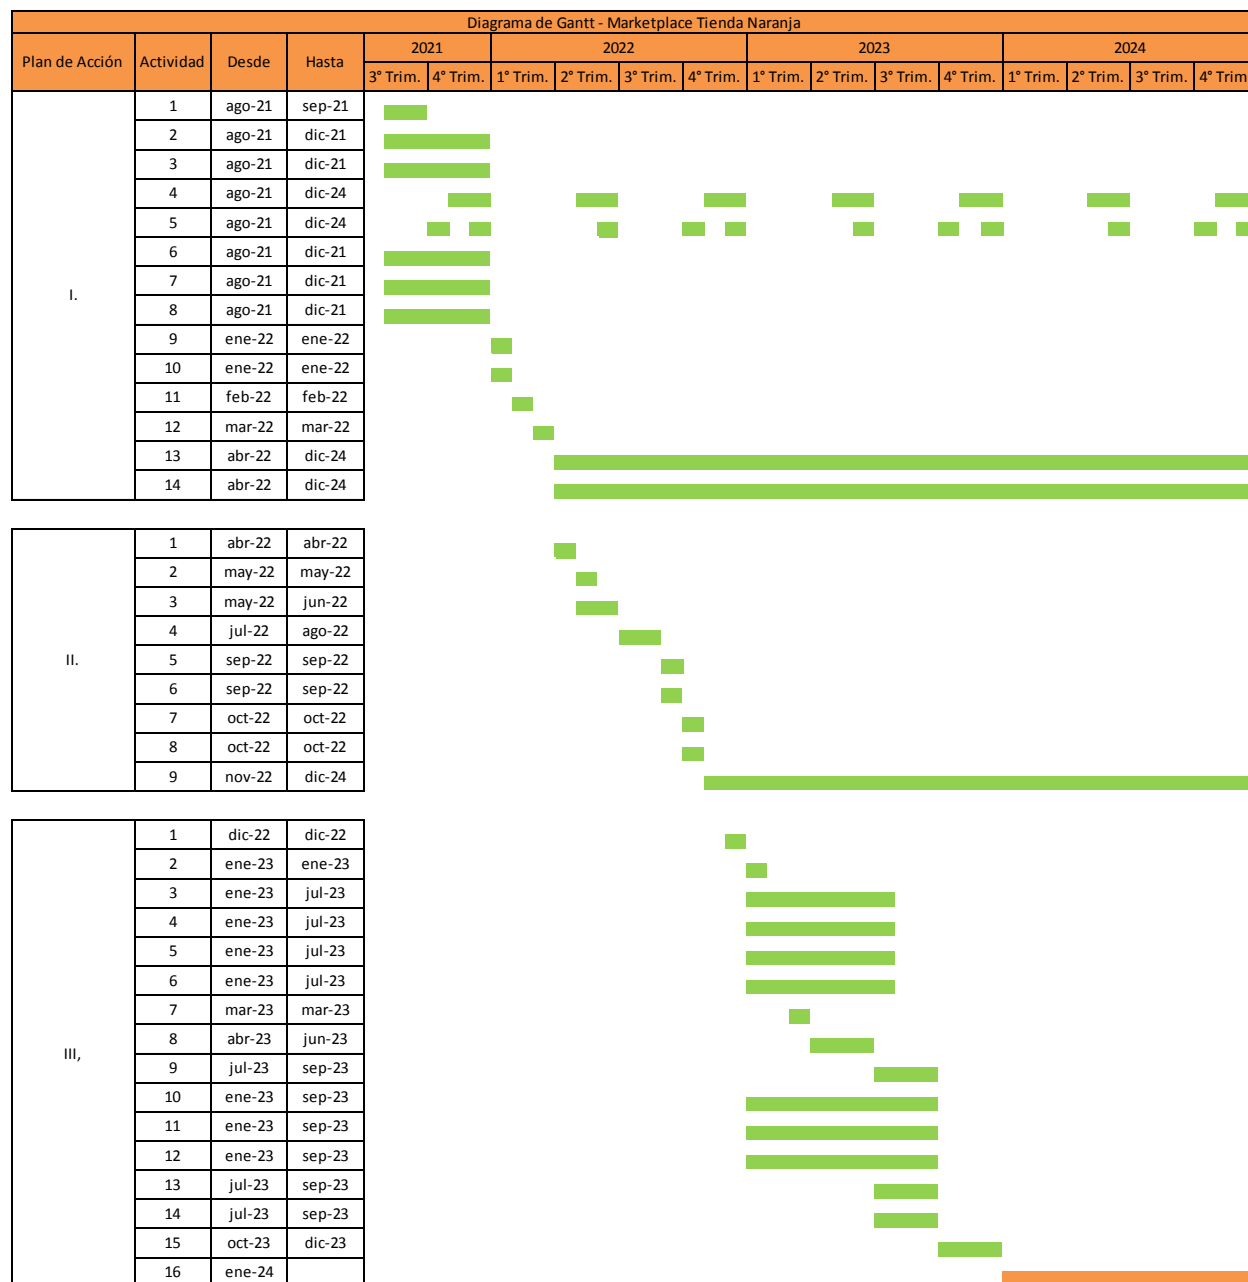 Diagrama de Gantt - Marketplace Tienda Naranja
Plan de Acción Actividad Desde Hasta 2021 2022 2023 2024
3° Trim. 4° Trim. 1° Trim. 2° Trim. 3° Trim. 4° Trim. 1° Trim. 2° Trim. 3° Trim. 4° Trim. 1° Trim. 2° Trim. 3° Trim. 4° Trim
I.
1 ago-21 sep-21
2 ago-21 dic-21
3 ago-21 dic-21
4 ago-21 dic-24
5 ago-21 dic-24
6 ago-21 dic-21
7 ago-21 dic-21
8 ago-21 dic-21
9 ene-22 ene-22
10 ene-22 ene-22
11 feb-22 feb-22
12 mar-22 mar-22
13 abr-22 dic-24
14 abr-22 dic-24
II.
1 abr-22 abr-22
2 may-22 may-22
3 may-22 jun-22
4 jul-22 ago-22
5 sep-22 sep-22
6 sep-22 sep-22
7 oct-22 oct-22
8 oct-22 oct-22
9 nov-22 dic-24
III,
1 dic-22 dic-22
2 ene-23 ene-23
3 ene-23 jul-23
4 ene-23 jul-23
5 ene-23 jul-23
6 ene-23 jul-23
7 mar-23 mar-23
8 abr-23 jun-23
9 jul-23 sep-23
10 ene-23 sep-23
11 ene-23 sep-23
12 ene-23 sep-23
13 jul-23 sep-23
14 jul-23 sep-23
15 oct-23 dic-23
16 ene-24